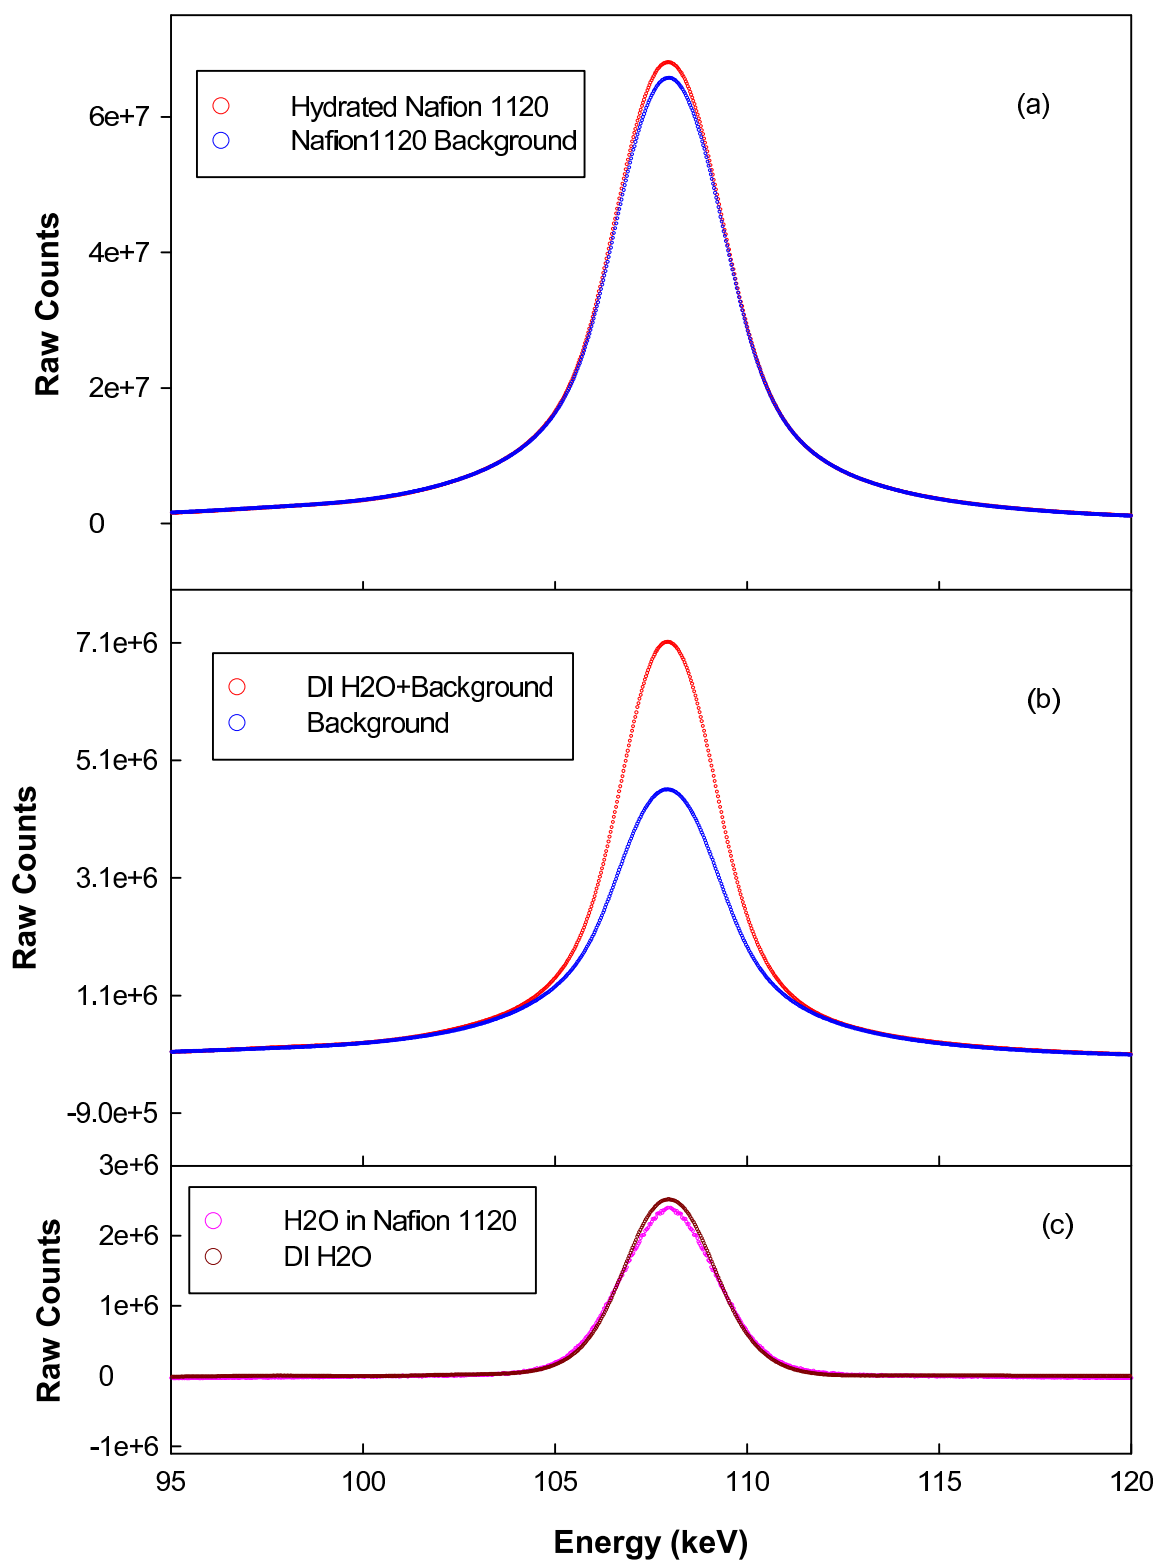 (a)
Hydrated Nafion 1120
Nafion1120 Background
6e+7
4e+7
2e+7
0
Raw Counts
7.1e+6
DI H2O+Background
Background
(b)
5.1e+6
3.1e+6
1.1e+6
-9.0e+5
Raw Counts
3e+6
H2O in Nafion 1120
DI H2O
(c)
2e+6
1e+6
0
-1e+6
Raw Counts
95 100 105 110 115 120
Energy (keV)